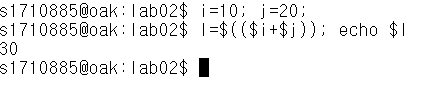 s1710885@oak:lab02$ i=10; j=20;
s1710885@oak:lab02$ l=$(($i+$j)); echo $l
30
s1710885@oak:lab02$